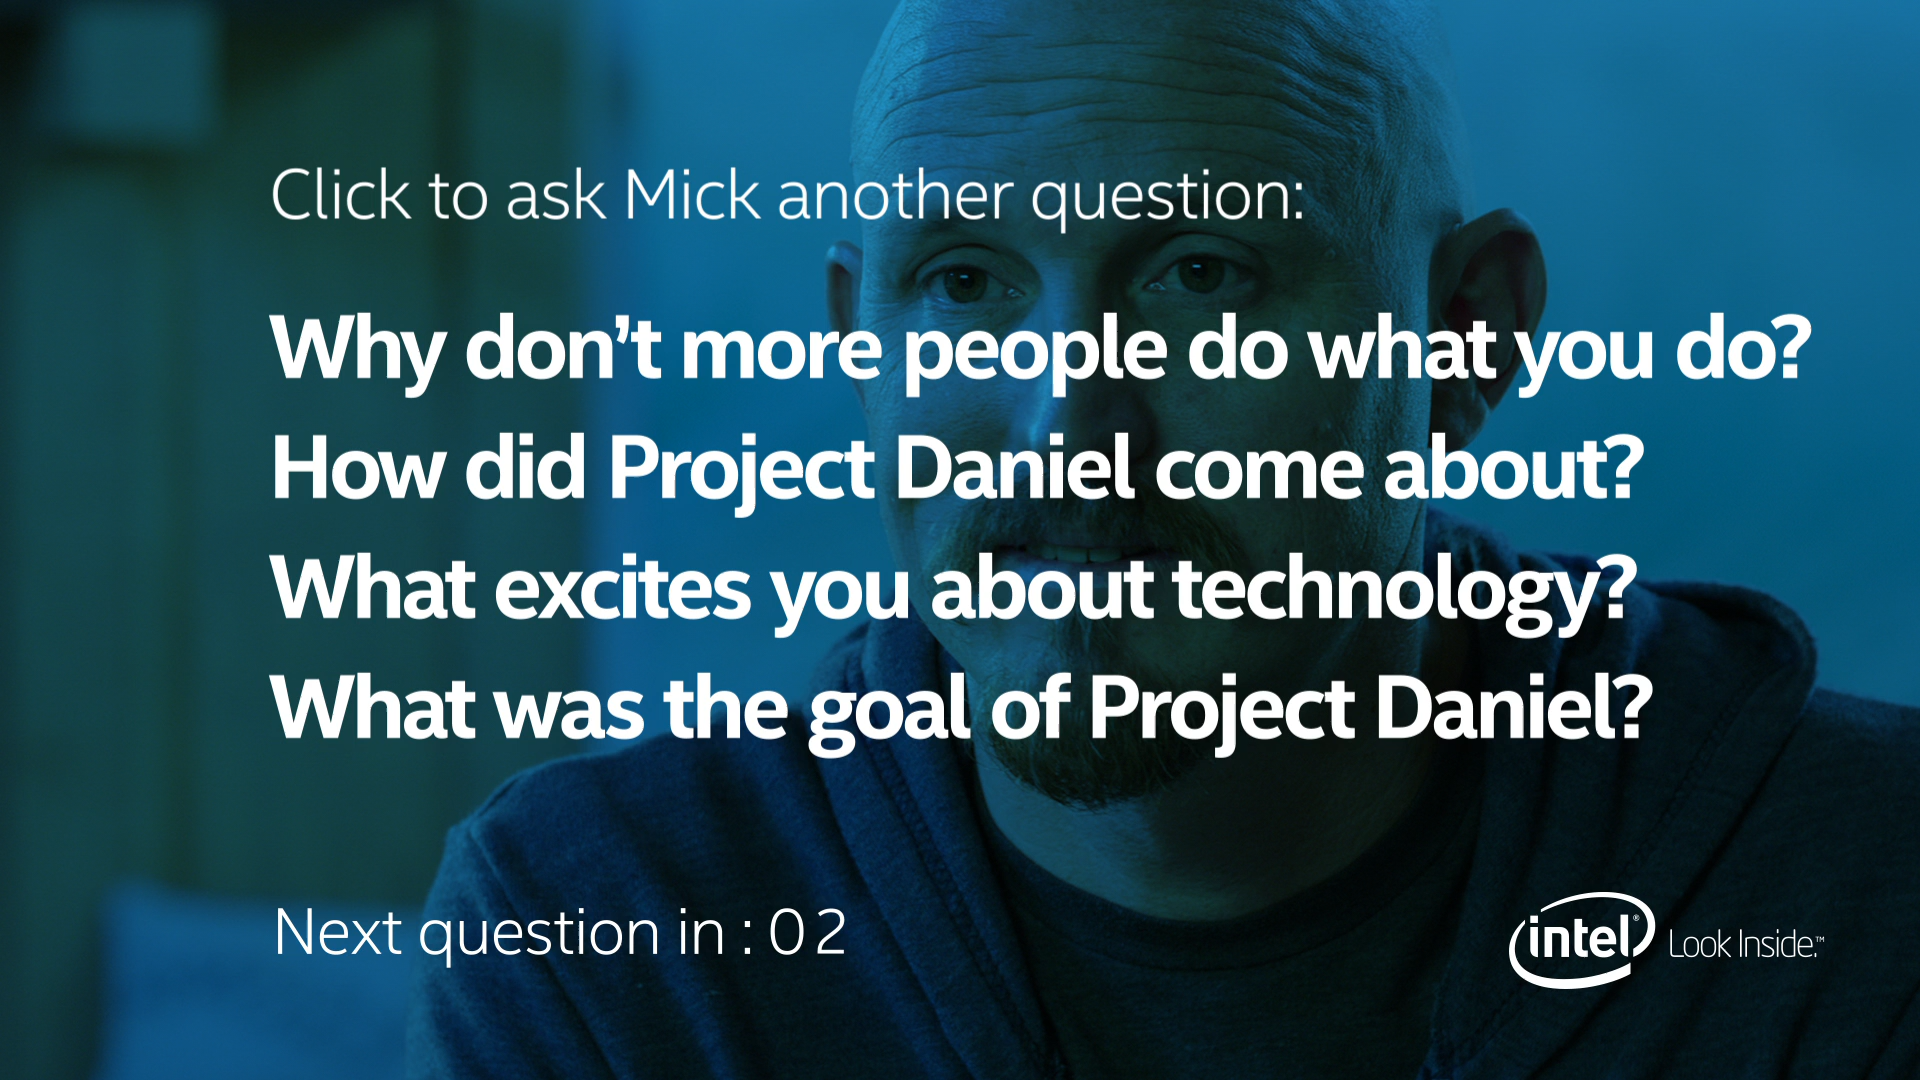 Click to ask Mick another question:
Why don’t more people do what you do?
How did Project Daniel come about?
What excites you about technology?
What was the goal of Project Daniel?
Next question in : 02
intel® Look Inside.™